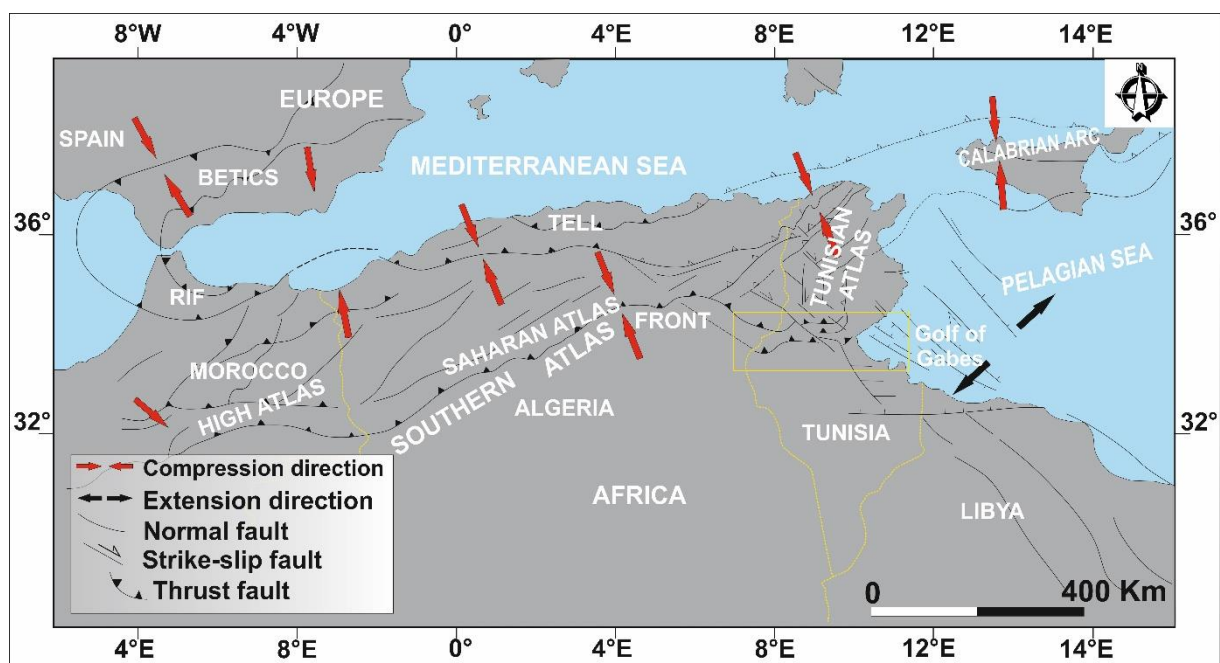 8°W 4°W 0° 4°E 8°E 12°E 14°E
EUROPE
SPAIN
CALABRIAN ARC
MEDITERRANEAN SEA
BETICS
36°
TELL
36°
TUNISIAN
ATLAS
PELAGIAN SEA
RIF
SAHARAN ATLAS
FRONT
Golf of
Gabes
MOROCCO
HIGH ATLAS
SOUTHERN ATLAS
ALGERIA
32°
TUNISIA
32°
Compression direction
Extension direction
Normal fault
Strike-slip fault
Thrust fault
AFRICA
LIBYA
0 400 Km
4°E 8°E 0° 4°E 8°E 12°E 14°E